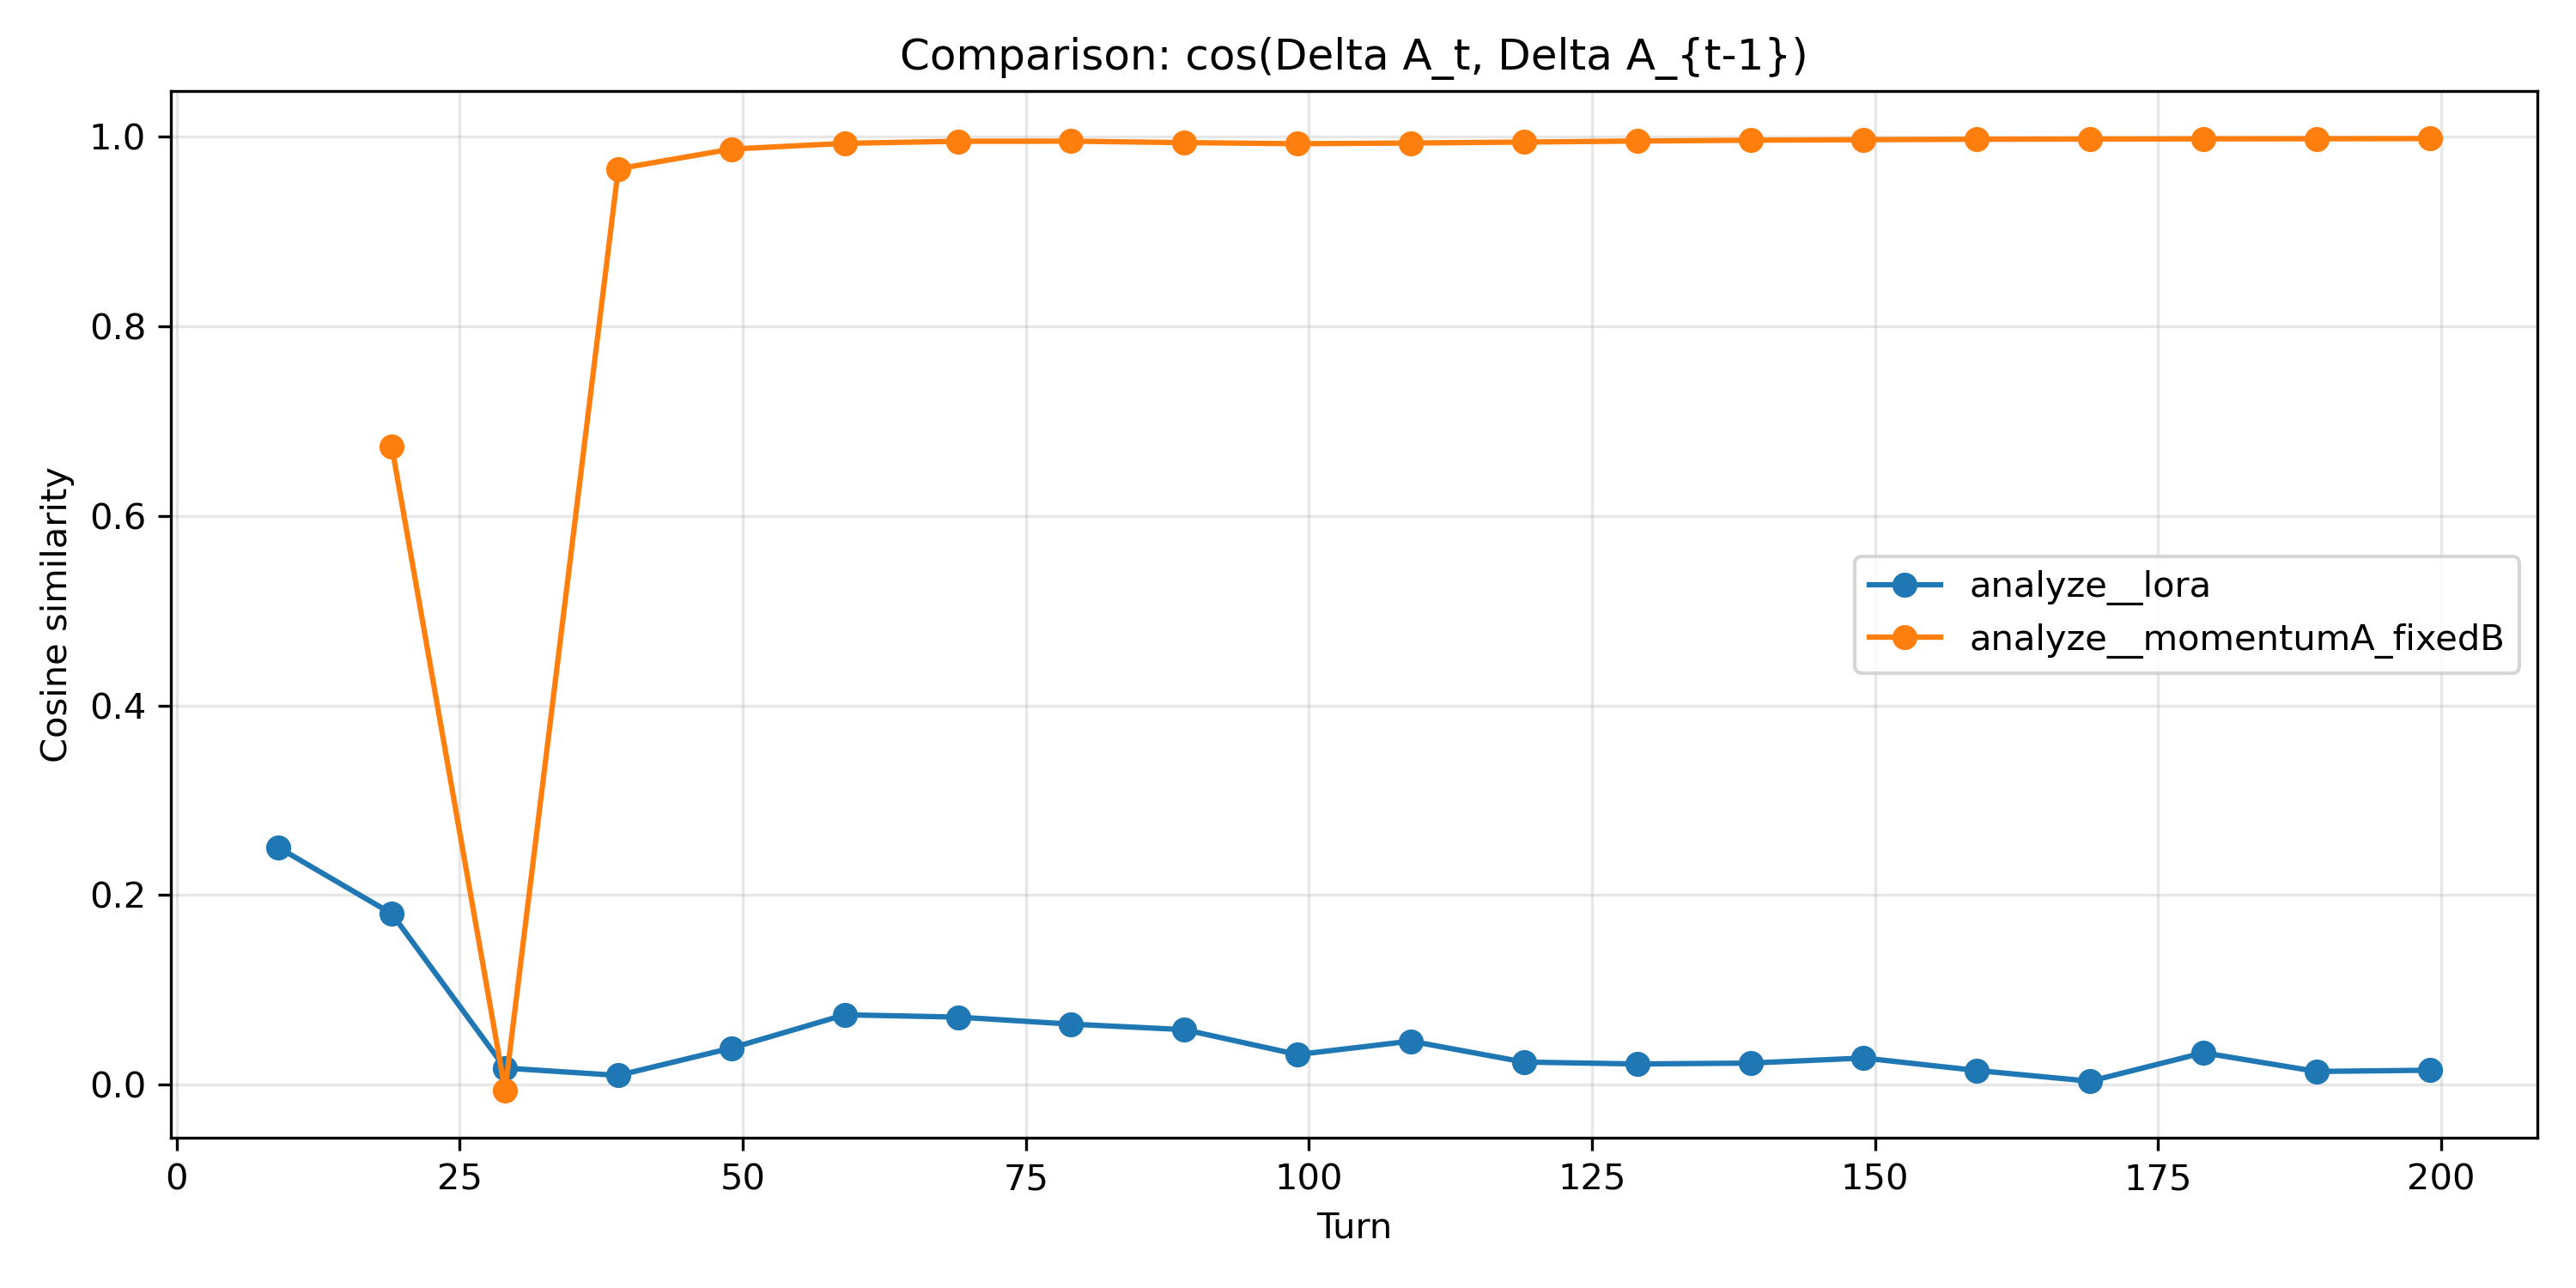 Comparison: cos(Delta A_t, Delta A_{t-1})
Cosine similarity
1.0
0.8
0.6
0.4
0.2
0.0
analyze__lora
analyze__momentumA_fixedB
0 25 50 75 100 125 150 175 200
Turn